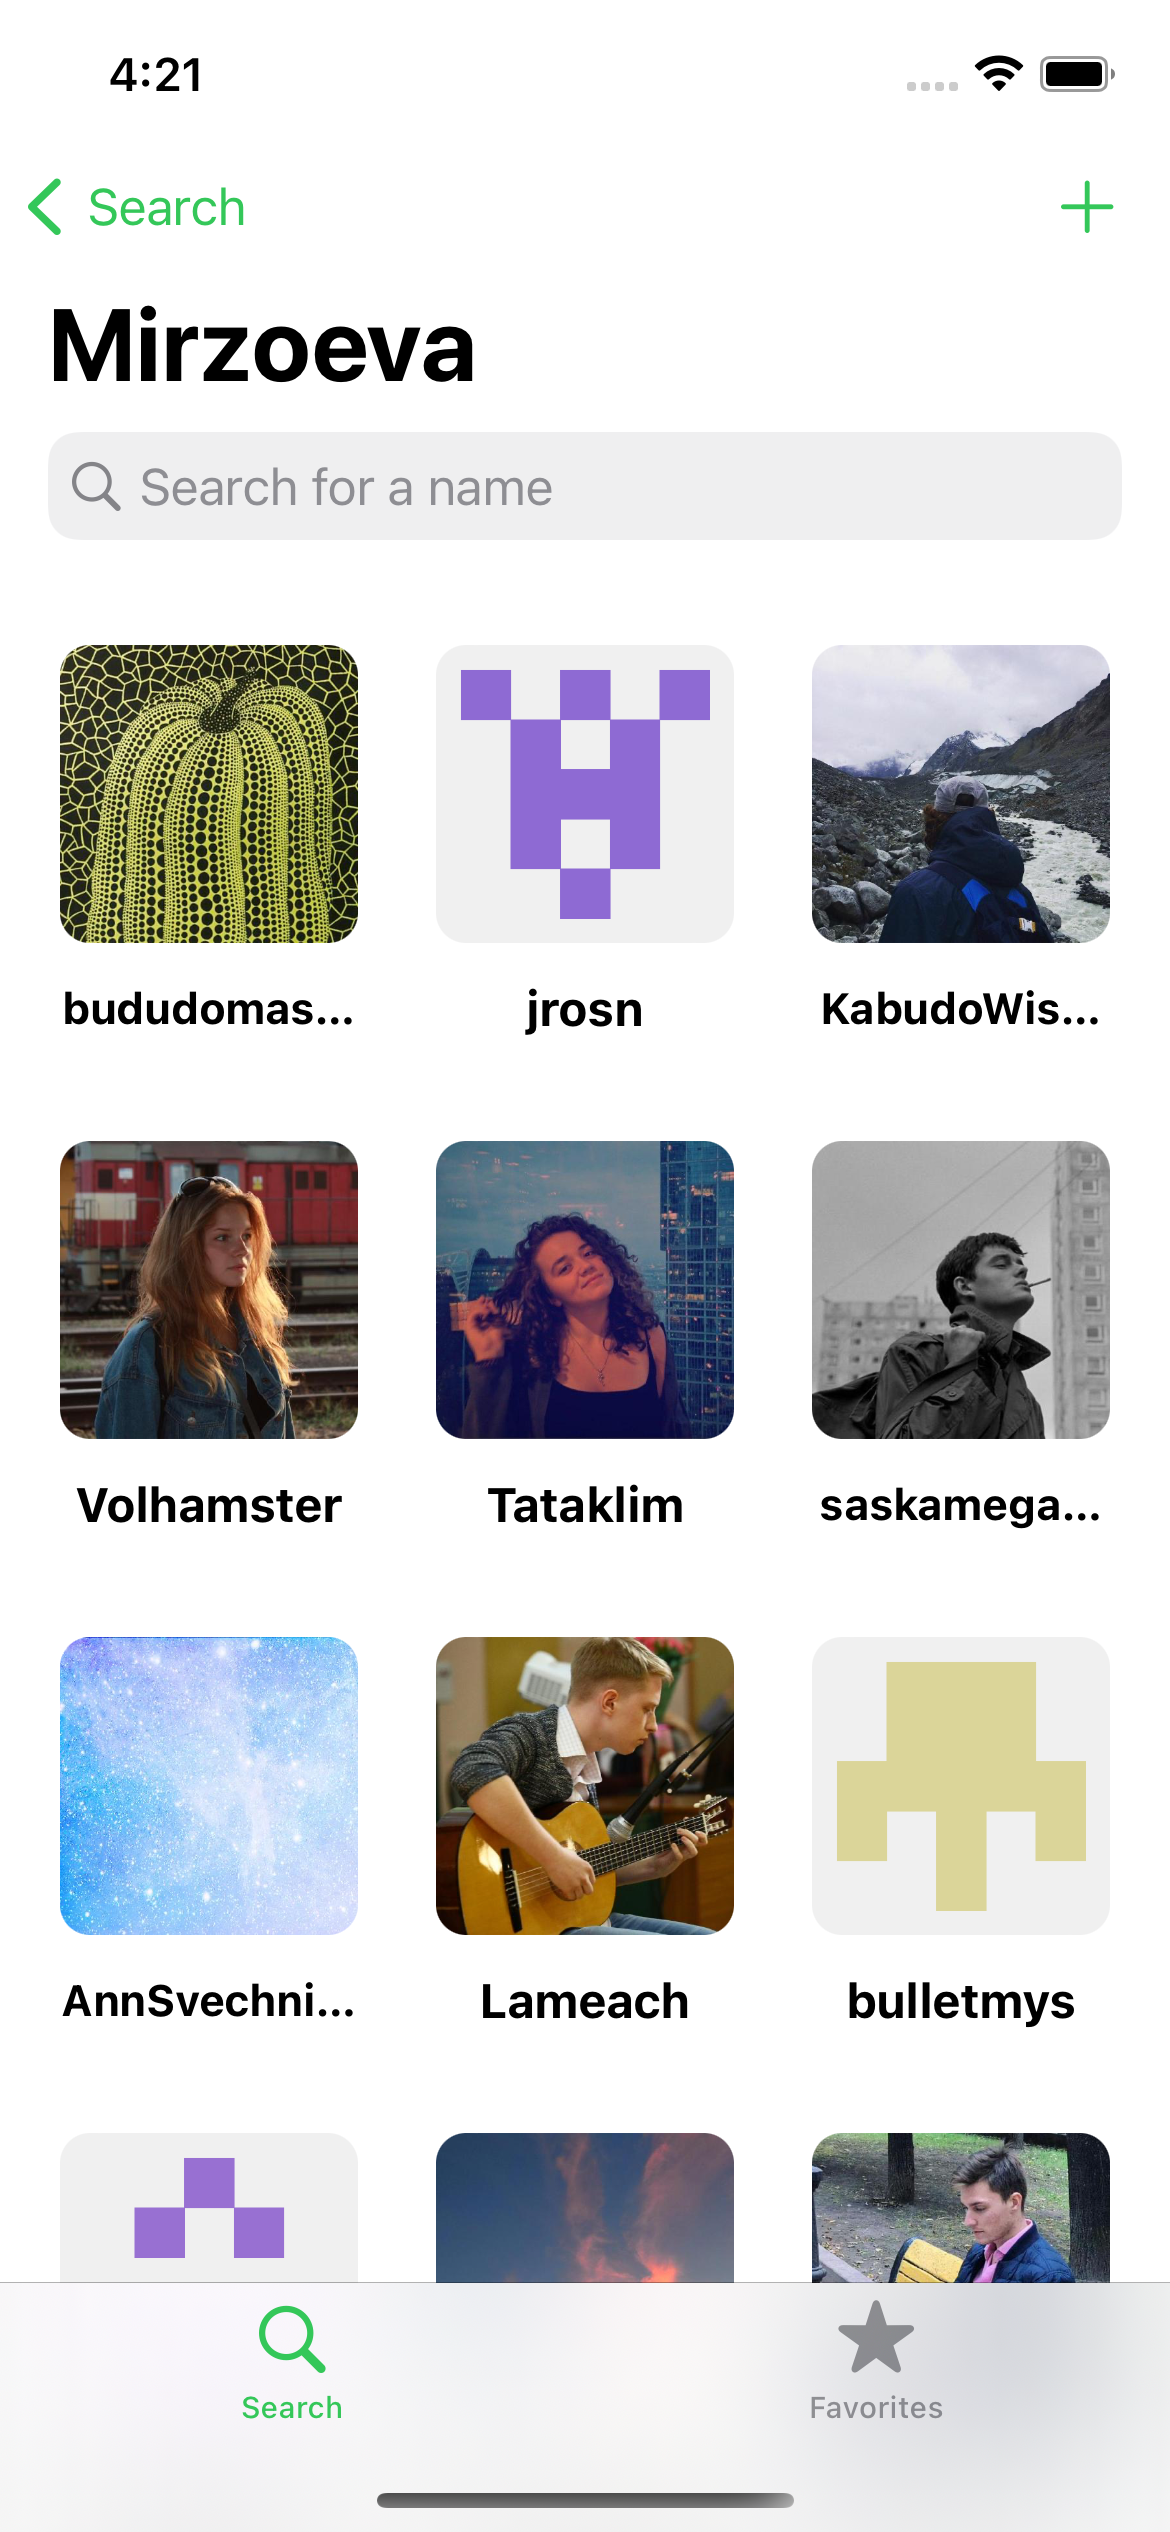 4:21
Search
Mirzoeva
Search for a name
bududomas...
jrosn
KabudoWis...
Volhamster
Tataklim
saskamega...
AnnSvechni...
Lameach
bulletmys
Search
Favorites